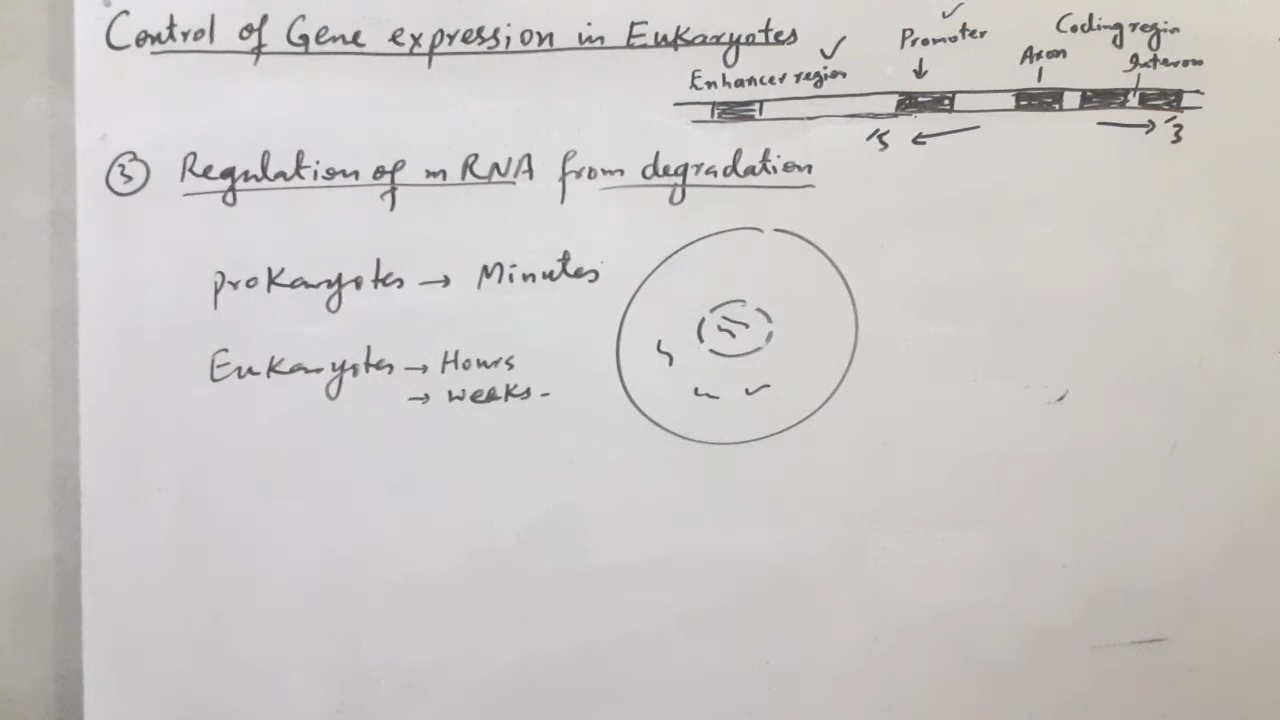 Control of Gene expression in Eukaryotes
Promoter
Coding regin
Enhancer region
Axon
Interon
'5
'3
③ Regulation of mRNA from degradation
Prokaryotes → Minutes
Eukaryotes → Hours
→ weeks-